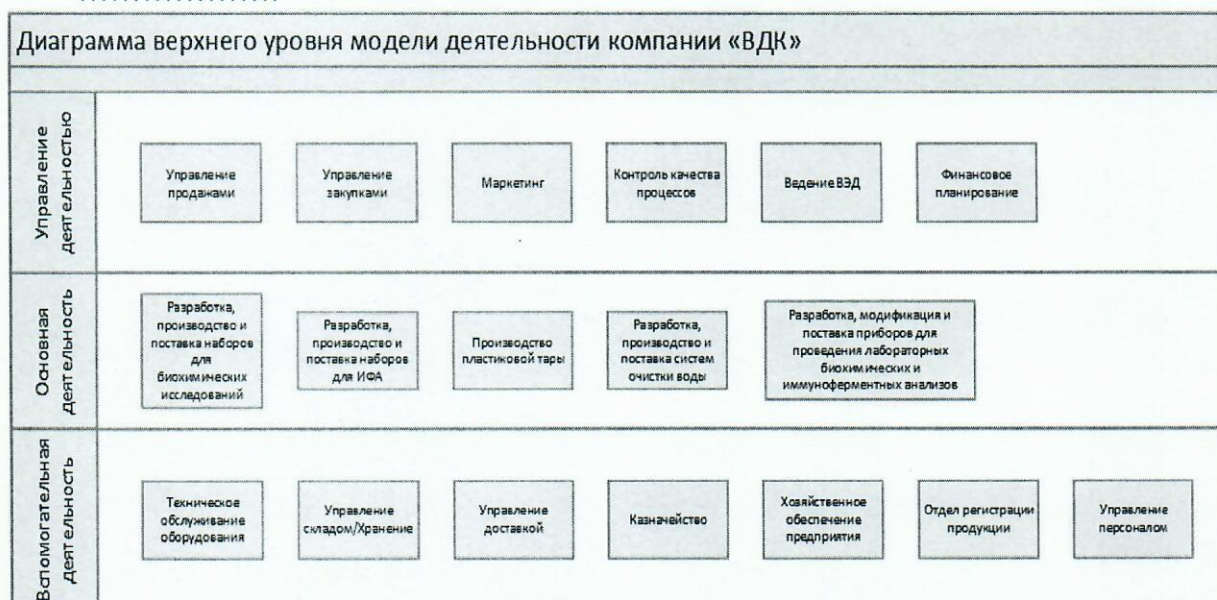 Диаграмма верхнего уровня модели деятельности компании «ВДК»
Управление
деятельностью
Управление
продажами
Управление
закупками
Маркетинг
Контроль качества
процессов
Ведение ВЭД
Финансовое
планирование
Основная
деятельность
Разработка,
производство и
поставка наборов
для
биохимических
исследований
Разработка,
производство и
поставка наборов
для ИФА
Производство
пластиковой тары
Разработка,
производство и
поставка систем
очистки воды
Разработка, модификация и
поставка приборов для
проведения лабораторных
биохимических и
иммуноферментных анализов
Вспомогательная
деятельность
Техническое
обслуживание
оборудования
Управление
складом/Хранение
Управление
доставкой
Казначейство
Хозяйственное
обеспечение
предприятия
Отдел регистрации
продукции
Управление
персоналом